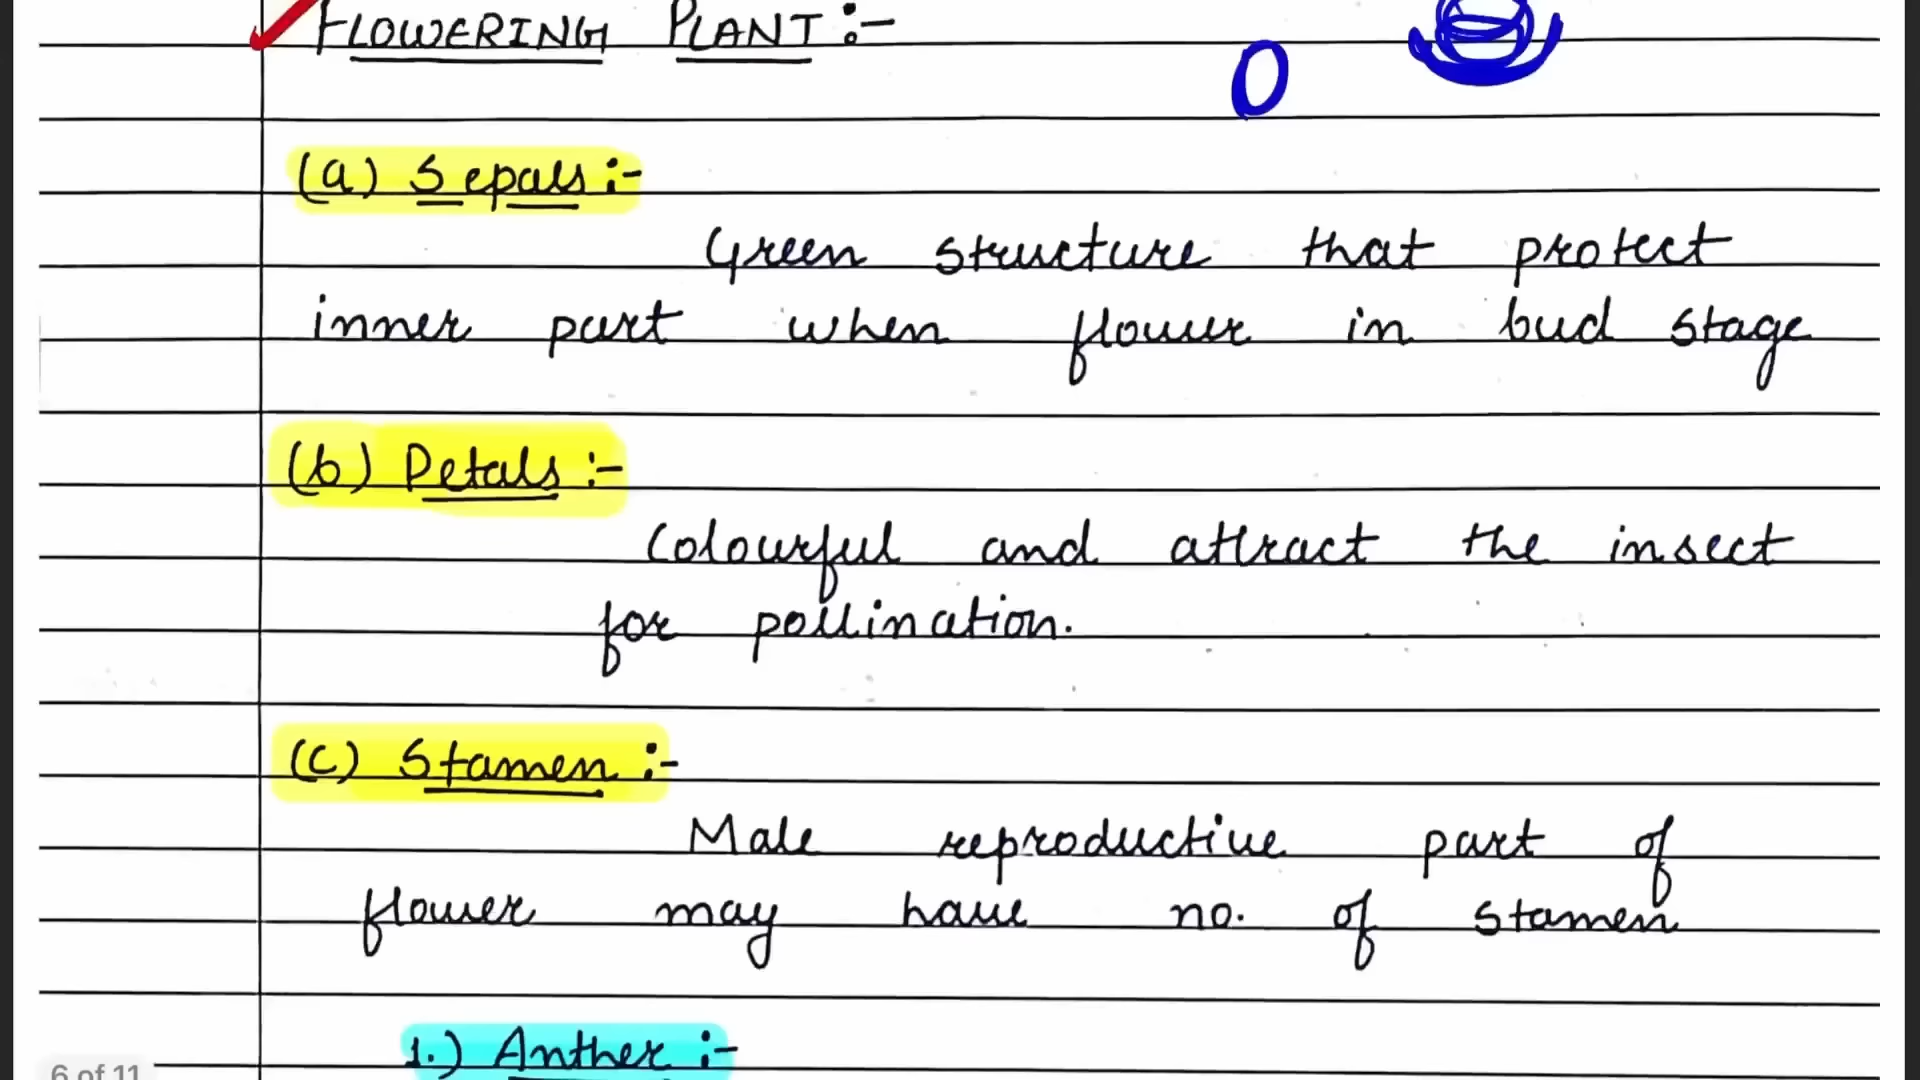 FLOWERING PLANT :-
(a) Sepals :-
Green structure that protect
inner part when flower in bud stage
(b) Petals :-
Colourful and attract the insect
for pollination.
(C) Stamen :-
Male reproductive part of
flower may have no. of stamen
1.) Anther :-
6 of 11